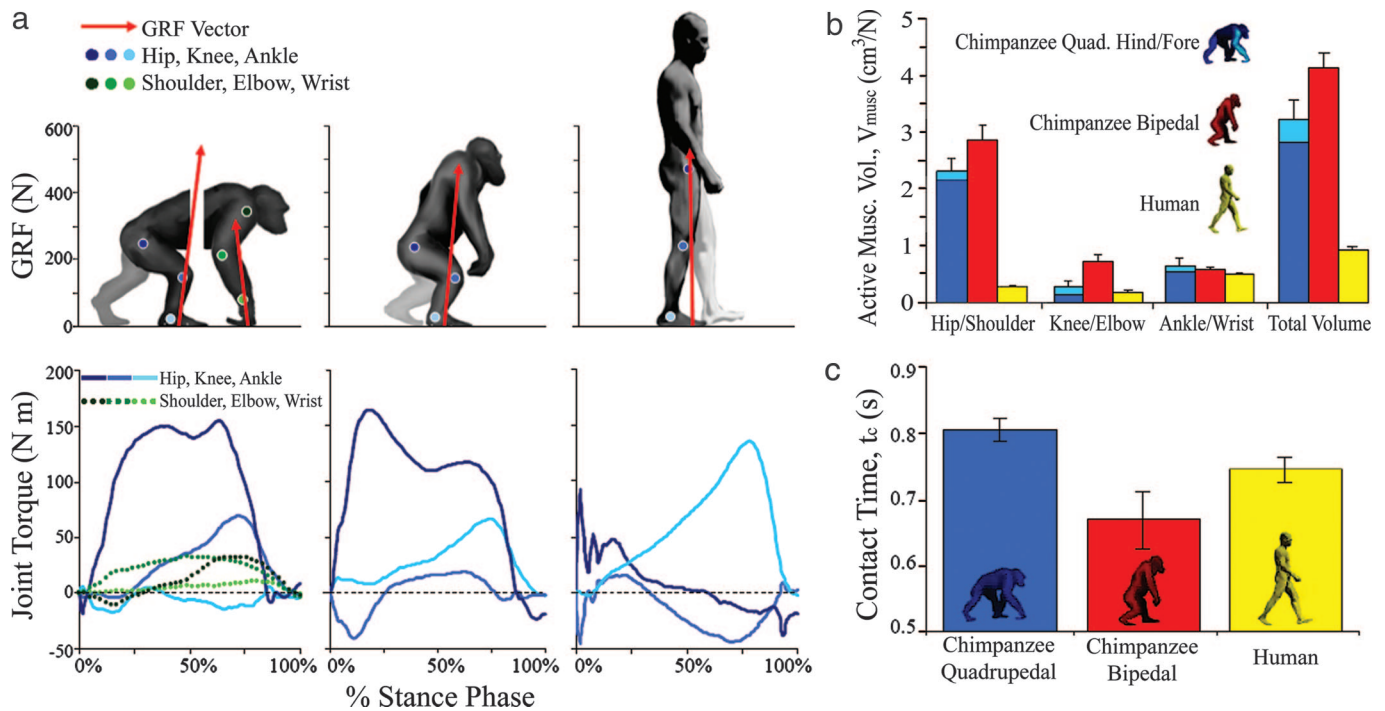 a
GRF Vector
Hip, Knee, Ankle
Shoulder, Elbow, Wrist
GRF (N)
600
400
200
0
Joint Torque (N m)
200
150
100
50
0
-50
Hip, Knee, Ankle
Shoulder, Elbow, Wrist
0% 50% 100% 0% 50% 100% 0% 50% 100%
% Stance Phase
b
Active Musc. Vol., Vmusc (cm³/N)
5
4
3
2
1
0
Chimpanzee Quad. Hind/Fore
Chimpanzee Bipedal
Human
Hip/Shoulder Knee/Elbow Ankle/Wrist Total Volume
c
Contact Time, tc (s)
0.9
0.8
0.7
0.6
0.5
Chimpanzee Quadrupedal
Chimpanzee Bipedal
Human